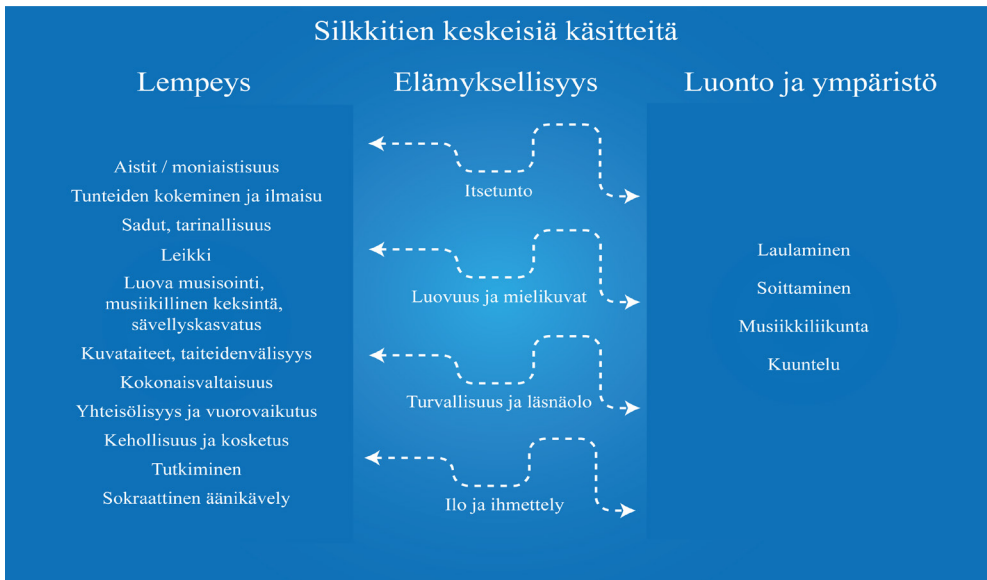 Silkkitien keskeisiä käsitteitä
Lempeys
Elämyksellisyys
Luonto ja ympäristö
Aistit / moniaistisuus
Tunteiden kokeminen ja ilmaisu
Sadut, tarinallisuus
Leikki
Luova musisointi,
musiikillinen keksintä,
sävellyskasvatus
Kuvataiteet, taiteidenvälisyys
Kokonaisvaltaisuus
Yhteisölisyys ja vuorovaikutus
Kehollisuus ja kosketus
Tutkiminen
Sokraattinen äänikävely
Itsetunto
Luovuus ja mielikuvat
Turvallisuus ja läsnäolo
Ilo ja ihmettely
Laulaminen
Soittaminen
Musiikkiliikunta
Kuuntelu